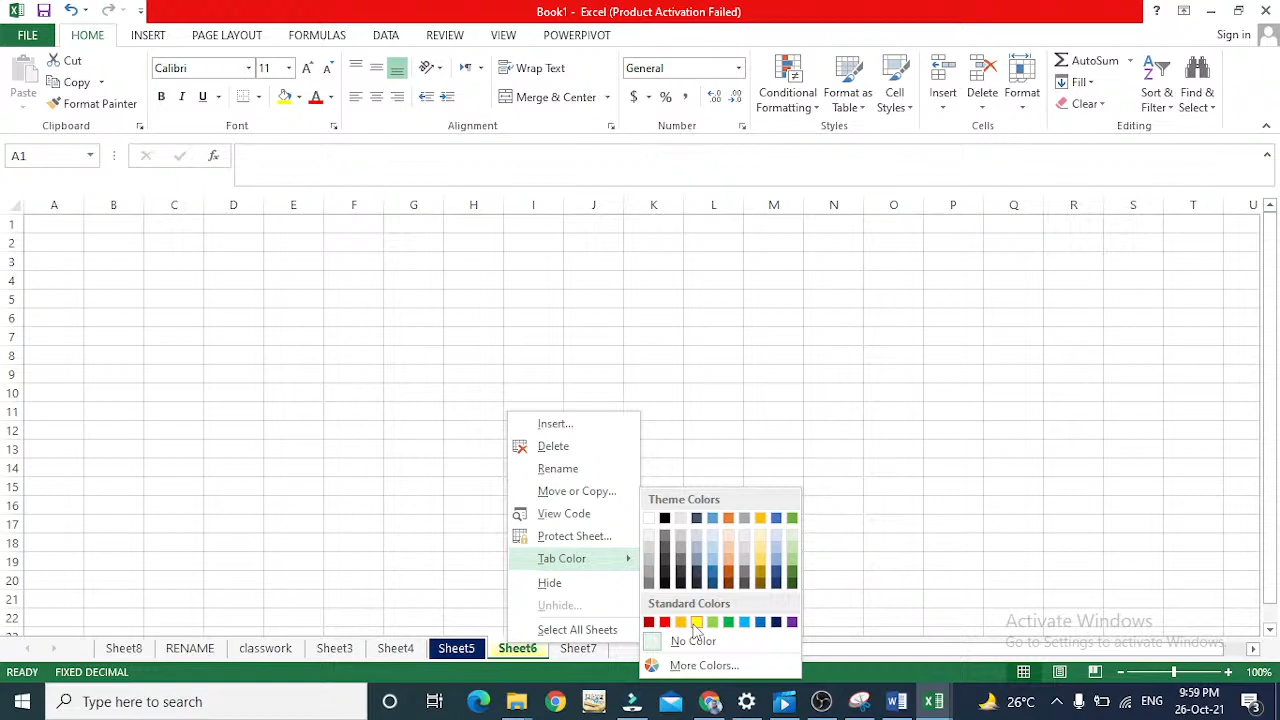 Book1 - Excel (Product Activation Failed)
FILE HOME INSERT PAGE LAYOUT FORMULAS DATA REVIEW VIEW POWERPIVOT Sign in
Paste
Cut
Copy
Format Painter
Clipboard
Calibri 11
B I U
Font
Wrap Text
Merge & Center
Alignment
General
$ % ,
Number
Conditional Formatting
Format as Table
Cell Styles
Styles
Insert Delete Format
Cells
AutoSum
Fill
Clear
Sort & Filter
Find & Select
Editing
A1
A B C D E F G H I J K L M N O P Q R S T U
1
2
3
4
5
6
7
8
9
10
11
12
13
14
15
16
17
18
19
20
21
22
Insert...
Delete
Rename
Move or Copy...
View Code
Protect Sheet...
Tab Color
Hide
Unhide...
Select All Sheets
Theme Colors
Standard Colors
No Color
More Colors...
Activate Windows
Go to Settings to activate Windows.
Sheet8 RENAME classwork Sheet5 Sheet6 Sheet7
READY FIXED DECIMAL 100%
Type here to search
26°C
ENG
9:59 PM
26-Oct-21